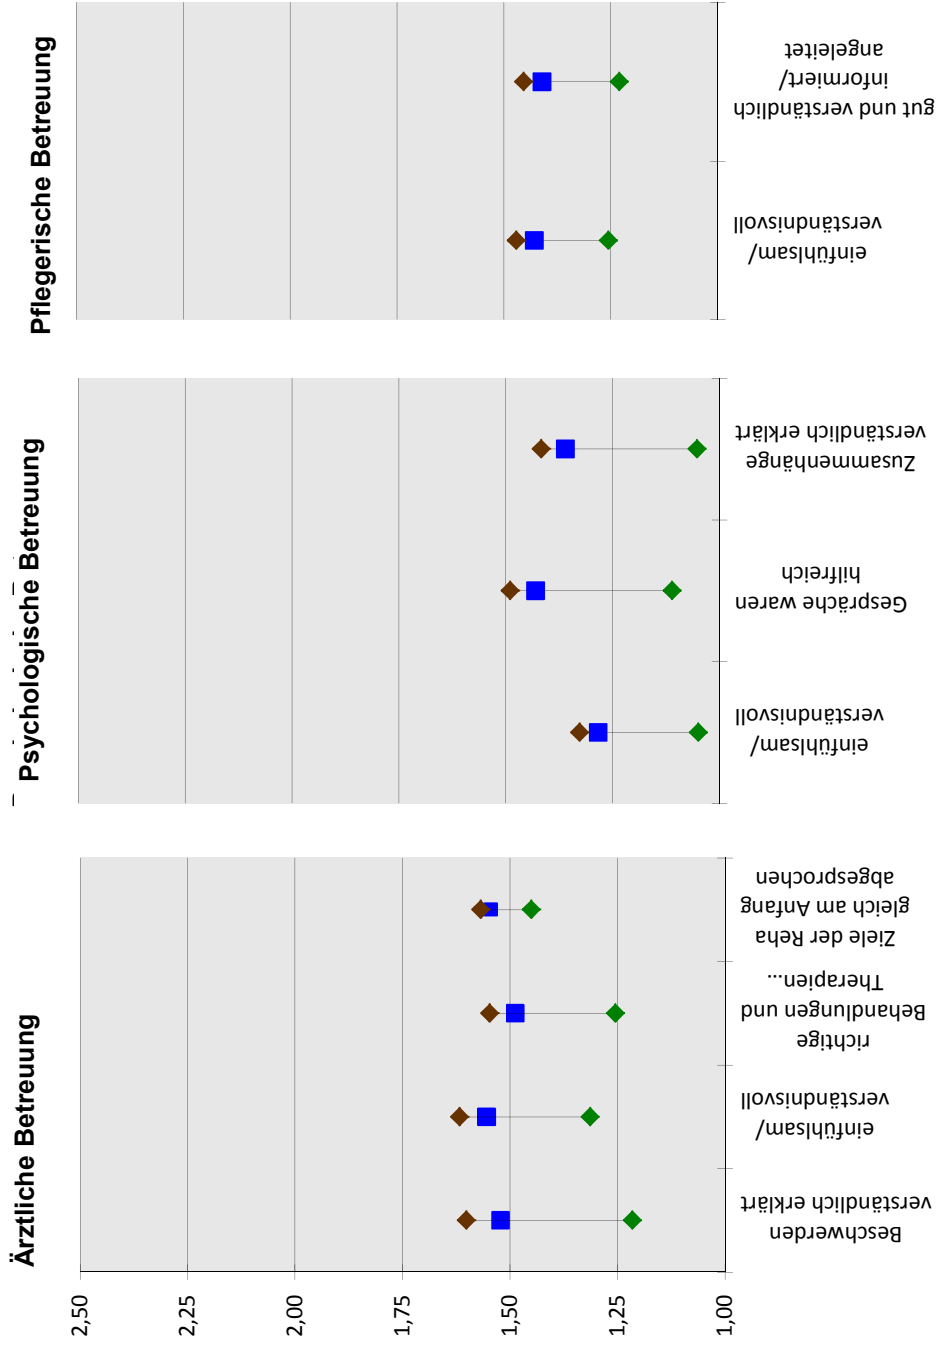 Ärztliche Betreuung
Psychologische Betreuung
Pflegerische Betreuung
2,50
2,25
2,00
1,75
1,50
1,25
1,00
Beschwerden
verständlich erklärt
einfühlsam/
verständnisvoll
richtige
Behandlungen und
Therapien...
Ziele der Reha
gleich am Anfang
abgesprochen
einfühlsam/
verständnisvoll
Gespräche waren
hilfreich
Zusammenhänge
verständlich erklärt
einfühlsam/
verständnisvoll
gut und verständlich
informiert/
angeleitet